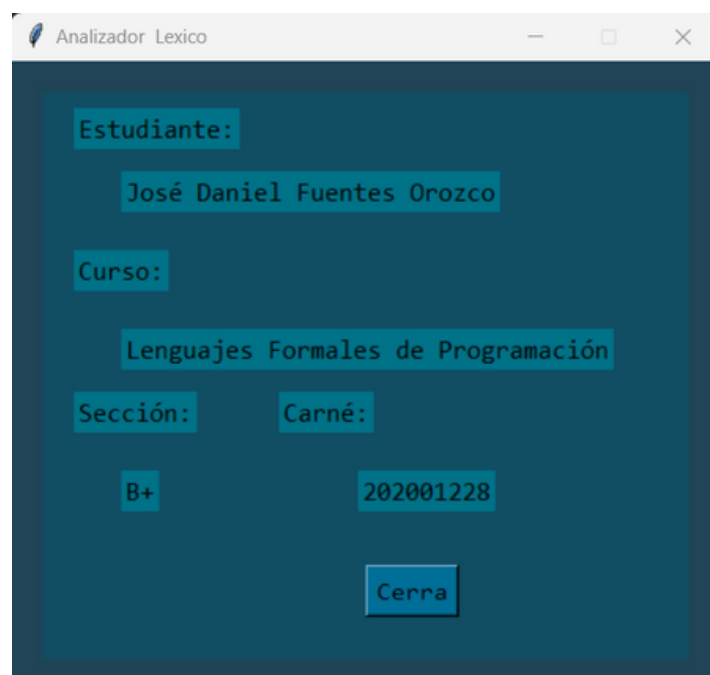 Analizador Lexico
Estudiante:
José Daniel Fuentes Orozco
Curso:
Lenguajes Formales de Programación
Sección: Carné:
B+ 202001228
Cerra